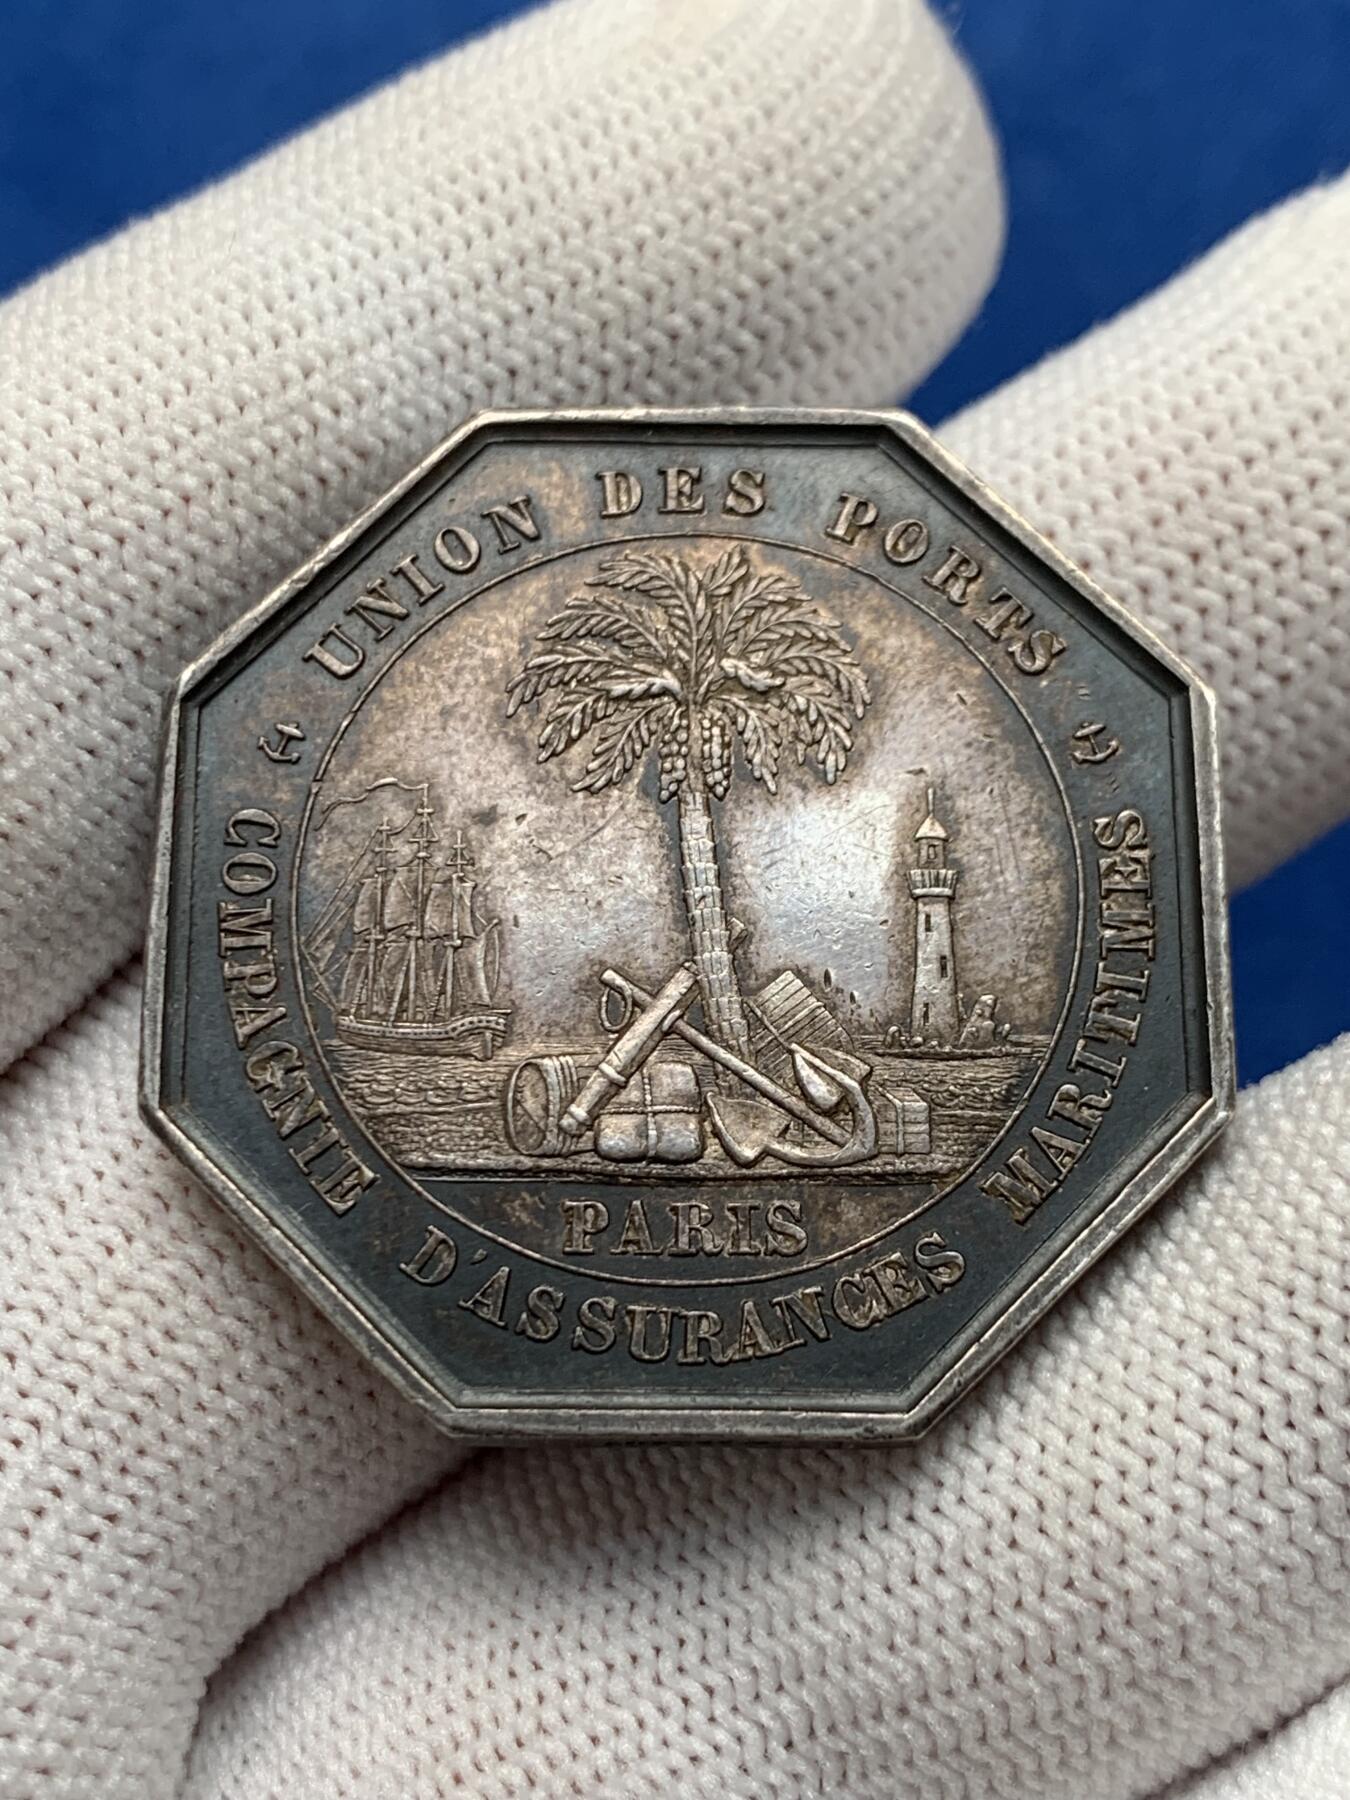 UNION DES PORTS
COMPAGNIE D'ASSURANCES MARITIMES
PARIS